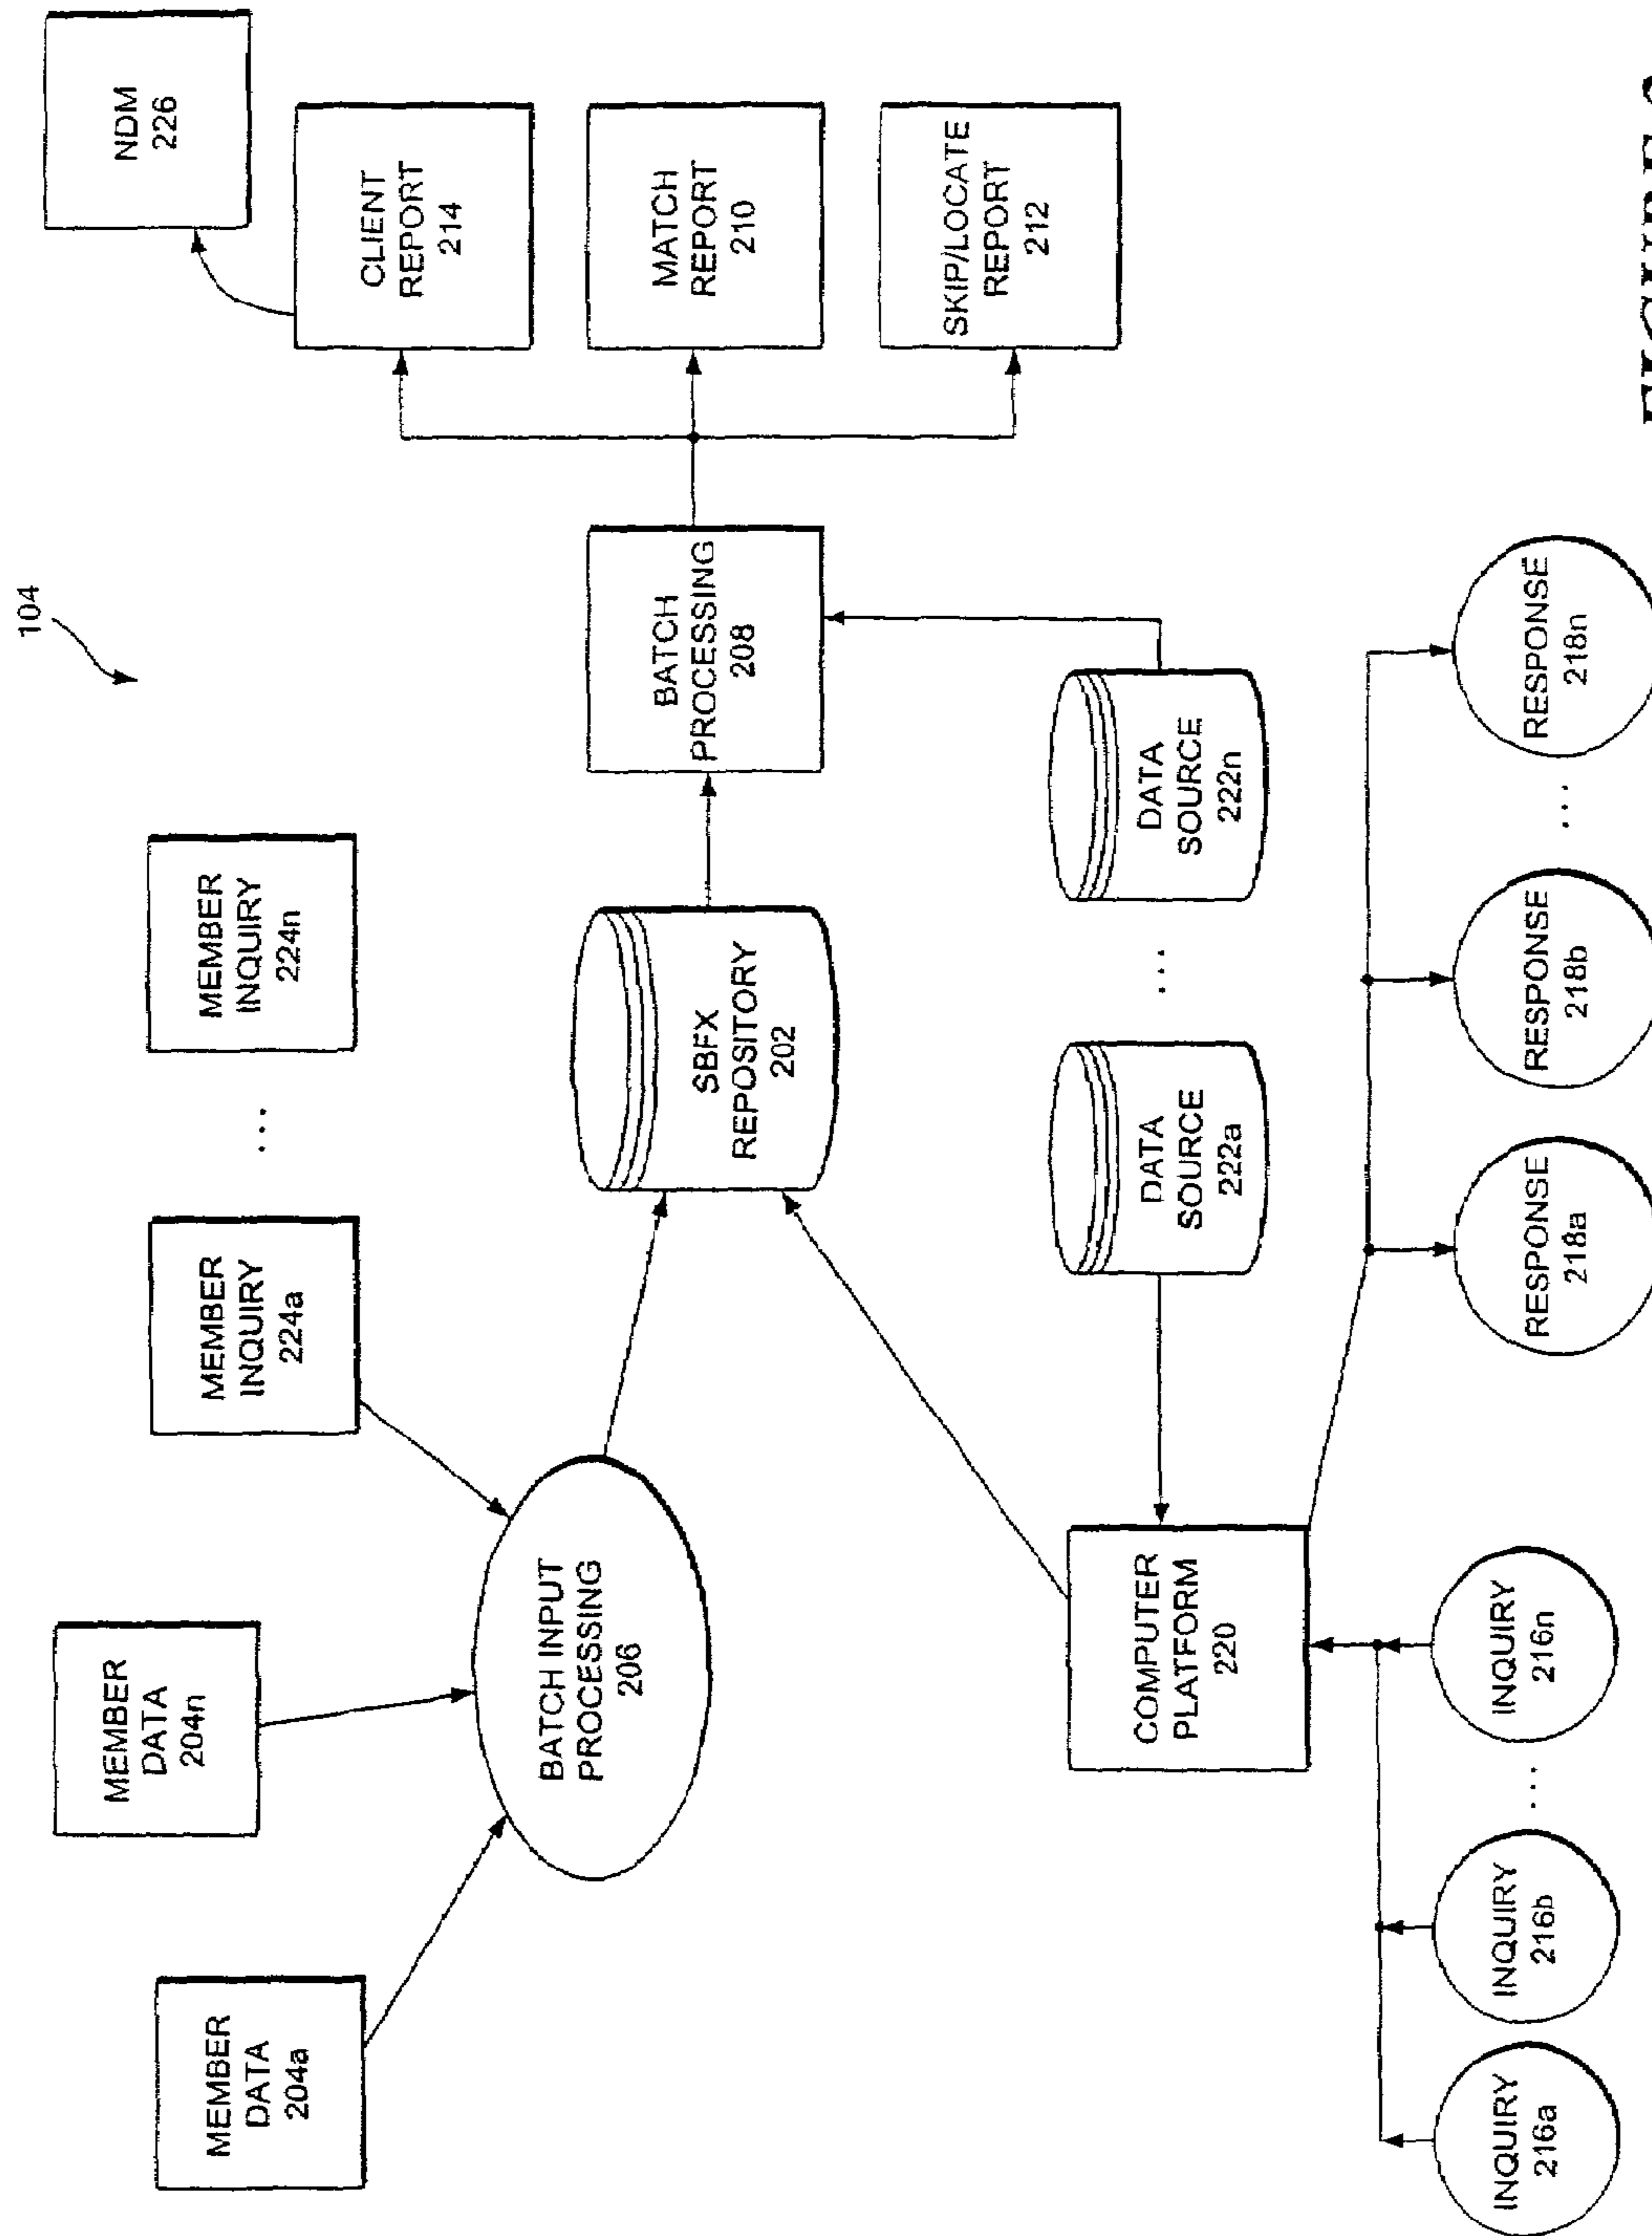 104
MEMBER
DATA
204a
MEMBER
DATA
204n
MEMBER
INQUIRY
224a
...
MEMBER
INQUIRY
224n
NDM
226
BATCH INPUT
PROCESSING
206
SBFX
REPOSITORY
202
BATCH
PROCESSING
208
CLIENT
REPORT
214
MATCH
REPORT
210
SKIP/LOCATE
REPORT
212
COMPUTER
PLATFORM
220
DATA
SOURCE
222a
...
DATA
SOURCE
222n
INQUIRY
216a
INQUIRY
216b
...
INQUIRY
216n
RESPONSE
218a
RESPONSE
218b
...
RESPONSE
218n
FIGURE